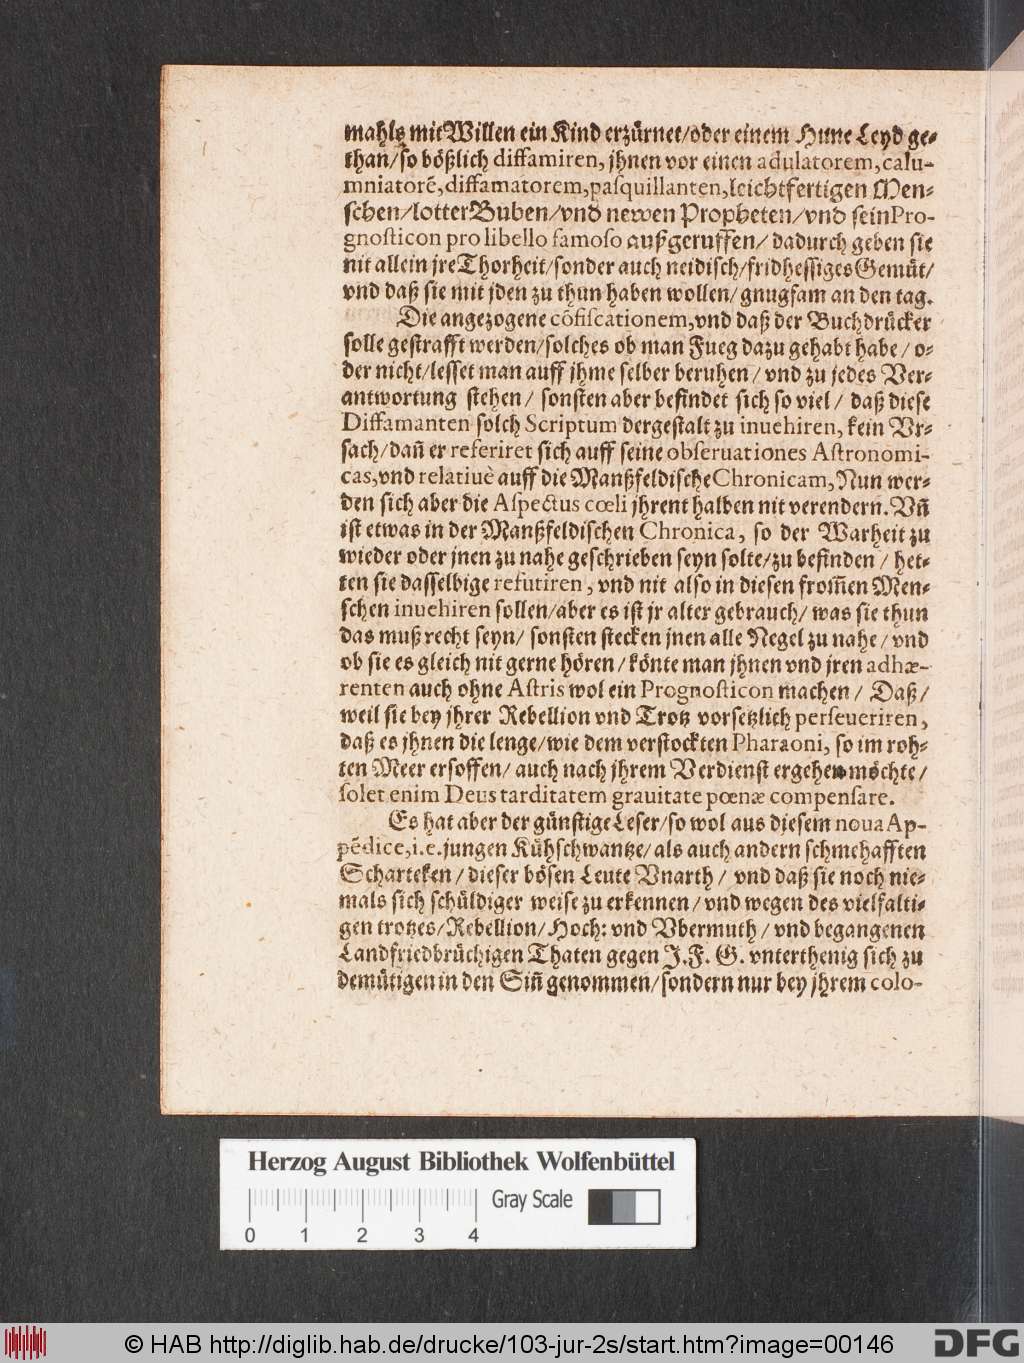 mahls mit Willen ein Kind erzürnet/oder einem Hune Leyd ge-
than/so bößlich diffamiren, jhnen vor einen adulatorem, calu-
mniatorē, diffamatorem, pasquillanten, leichtfertigen Men-
schen/lotterBuben/vnd newen Propheten/vnd sein Pro-
gnosticon pro libello famoso außgeruffen/ dadurch geben sie
nit allein jre Thorheit/sonder auch neidisch/fridhessiges Gemüt/
vnd daß sie mit jden zu thun haben wollen/ gnugsam an den tag.
Die angezogene cōfiscationem, vnd daß der Buchdrücker
solle gestrafft werden/solches ob man Fueg dazu gehabt habe / o-
der nicht/lesset man auff jhme selber beruhen / vnd zu jedes Ver-
antwortung stehen / sonsten aber befindet sich so viel / daß diese
Diffamanten solch Scriptum dergestalt zu inuehiren, kein Vr-
sach/dañ er referiret sich auff seine obseruationes Astronomi-
cas, vnd relatiuè auff die Manßfeldische Chronicam, Nun wer-
den sich aber die Aspectus cœli jhrent halben nit verendern. Vñ
ist etwas in der Manßfeldischen Chronica, so der Warheit zu
wieder oder jnen zu nahe geschrieben seyn solte/zu befinden / het-
ten sie dasselbige refutiren, vnd nit also in diesen from̃en Men-
schen inuehiren sollen/aber es ist jr alter gebrauch/ was sie thun
das muß recht seyn/ sonsten stecken jnen alle Negel zu nahe / vnd
ob sie es gleich nit gerne hören / könte man jhnen vnd jren adhæ-
renten auch ohne Astris wol ein Prognosticon machen / Daß/
weil sie bey jhrer Rebellion vnd Trotz vorsetzlich perseueriren,
daß es jhnen die lenge/wie dem verstockten Pharaoni, so im roh-
ten Meer ersoffen/ auch nach jhrem Verdienst ergehen möchte/
solet enim Deus tarditatem grauitate pœnæ compensare.
Es hat aber der günstige Leser/so wol aus diesem noua Ap-
pēdice, i.e. jungen Kühschwantze/ als auch andern schmehafften
Scharteken / dieser bösen Leute Vnarth / vnd daß sie noch nie-
mals sich schüldiger weise zu erkennen / vnd wegen des vielfalti-
gen trotzes/Rebellion/Hoch: vnd Vbermuth / vnd begangenen
Landfriedbrüchigen Thaten gegen J. F. G. vnterthenig sich zu
demütigen in den Siñ genommen/sondern nur bey jhrem colo-
Herzog August Bibliothek Wolfenbüttel
Gray Scale
0 1 2 3 4
© HAB http://diglib.hab.de/drucke/103-jur-2s/start.htm?image=00146
DFG